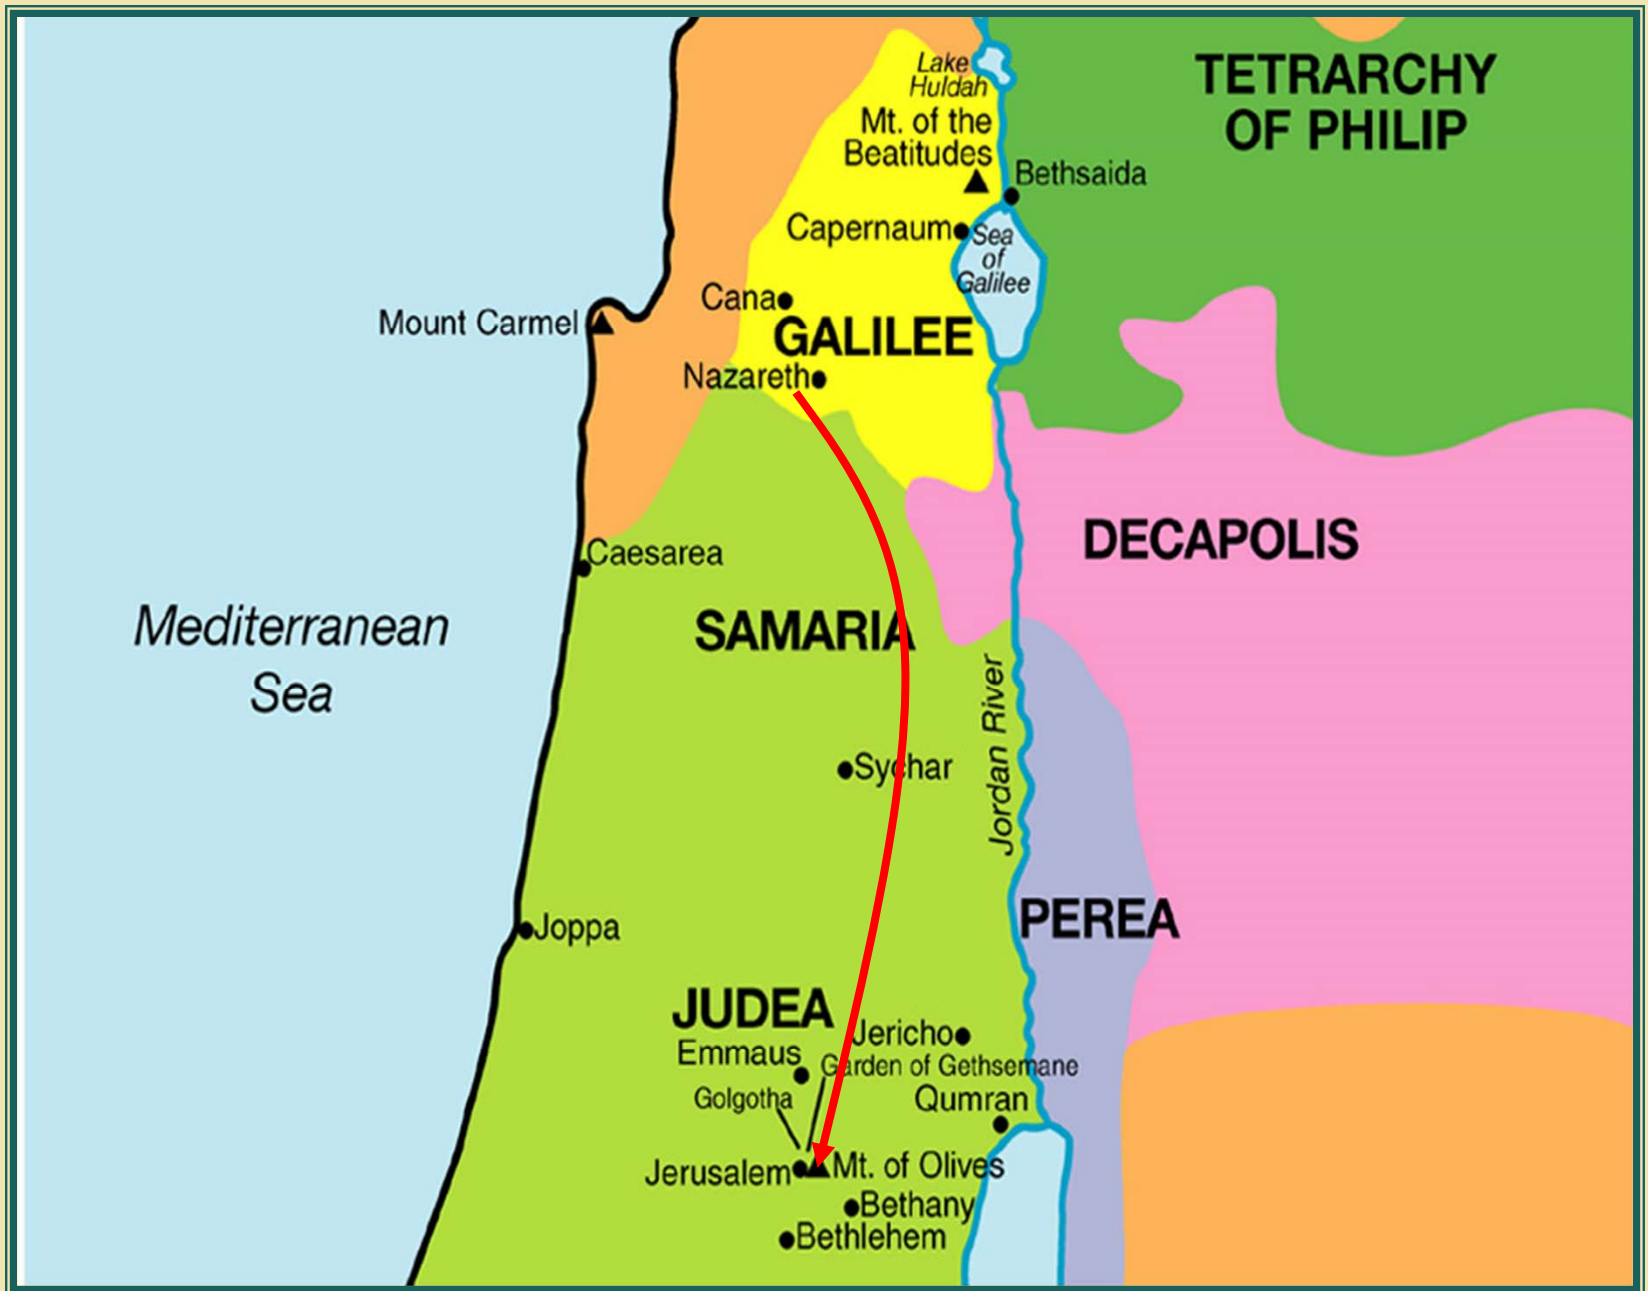 Lake
Huldah
TETRARCHY
OF PHILIP
Mt. of the
Beatitudes
Bethsaida
Capernaum
Sea
of
Galilee
Cana
Mount Carmel
GALILEE
Nazareth
DECAPOLIS
Caesarea
Mediterranean
Sea
SAMARIA
Jordan River
Sychar
PEREA
Joppa
JUDEA
Jericho
Emmaus
Garden of Gethsemane
Golgotha
Qumran
Jerusalem
Mt. of Olives
Bethany
Bethlehem